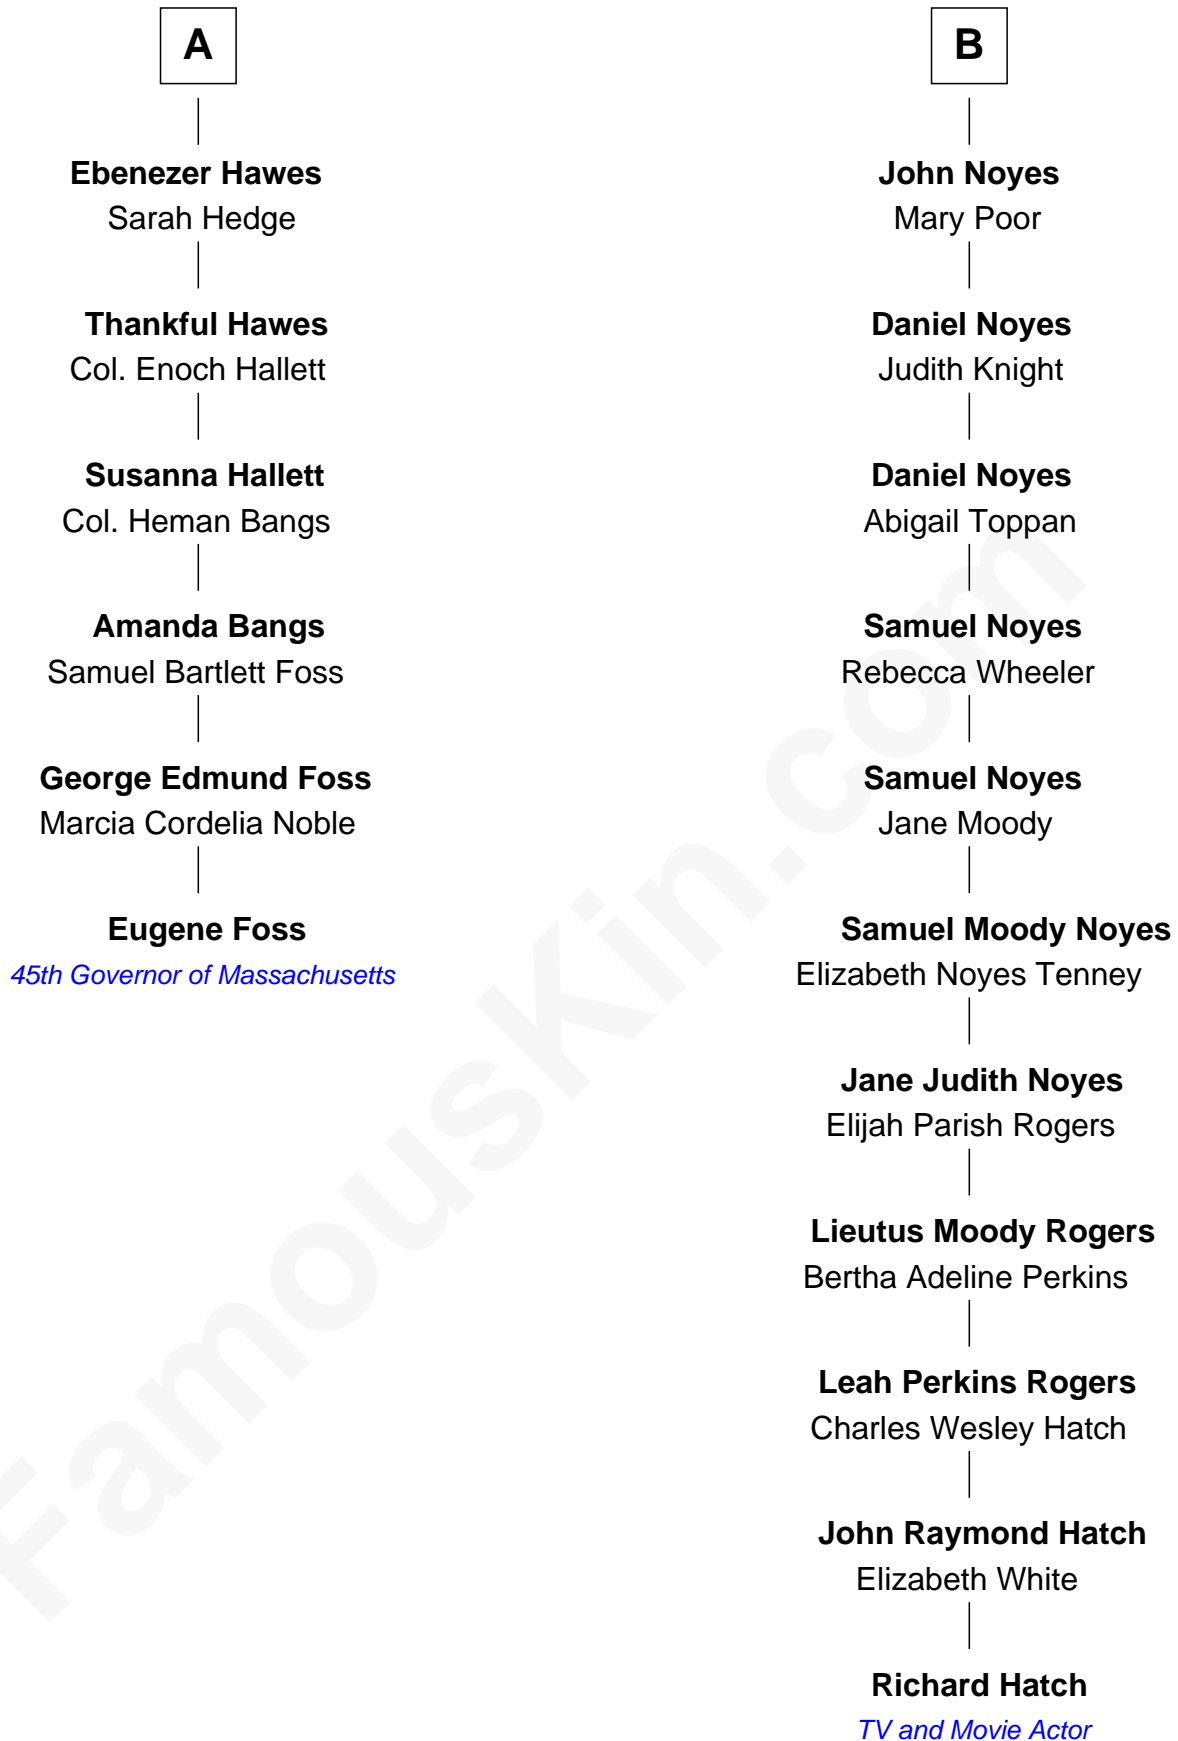 A
Ebenezer Hawes
Sarah Hedge
Thankful Hawes
Col. Enoch Hallett
Susanna Hallett
Col. Heman Bangs
Amanda Bangs
Samuel Bartlett Foss
George Edmund Foss
Marcia Cordelia Noble
Eugene Foss
45th Governor of Massachusetts
B
John Noyes
Mary Poor
Daniel Noyes
Judith Knight
Daniel Noyes
Abigail Toppan
Samuel Noyes
Rebecca Wheeler
Samuel Noyes
Jane Moody
Samuel Moody Noyes
Elizabeth Noyes Tenney
Jane Judith Noyes
Elijah Parish Rogers
Lieutus Moody Rogers
Bertha Adeline Perkins
Leah Perkins Rogers
Charles Wesley Hatch
John Raymond Hatch
Elizabeth White
Richard Hatch
TV and Movie Actor
FamousKin.com